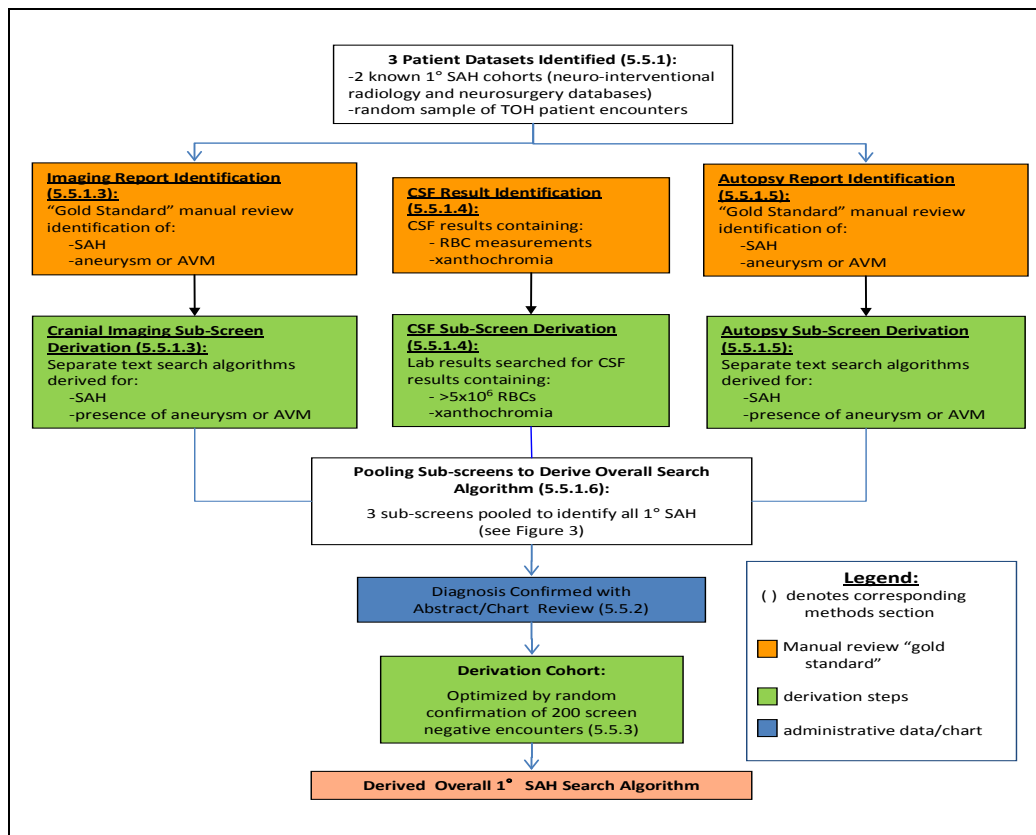 3 Patient Datasets Identified (5.5.1):
-2 known 1° SAH cohorts (neuro-interventional
radiology and neurosurgery databases)
-random sample of TOH patient encounters
Imaging Report Identification
(5.5.1.3):
“Gold Standard” manual review
identification of:
-SAH
-aneurysm or AVM
CSF Result Identification
(5.5.1.4):
CSF results containing:
- RBC measurements
-xanthochromia
Autopsy Report Identification
(5.5.1.5):
“Gold Standard” manual review
identification of:
-SAH
-aneurysm or AVM
Cranial Imaging Sub-Screen
Derivation (5.5.1.3):
Separate text search algorithms
derived for:
-SAH
-presence of aneurysm or AVM
CSF Sub-Screen Derivation
(5.5.1.4):
Lab results searched for CSF
results containing:
- >5x10⁶ RBCs
-xanthochromia
Autopsy Sub-Screen Derivation
(5.5.1.5):
Separate text search algorithms
derived for:
-SAH
-presence of aneurysm or AVM
Pooling Sub-screens to Derive Overall Search
Algorithm (5.5.1.6):
3 sub-screens pooled to identify all 1° SAH
(see Figure 3)
Diagnosis Confirmed with
Abstract/Chart Review (5.5.2)
Derivation Cohort:
Optimized by random
confirmation of 200 screen
negative encounters (5.5.3)
Derived Overall 1° SAH Search Algorithm
Legend:
( ) denotes corresponding
methods section
Manual review “gold
standard”
derivation steps
administrative data/chart